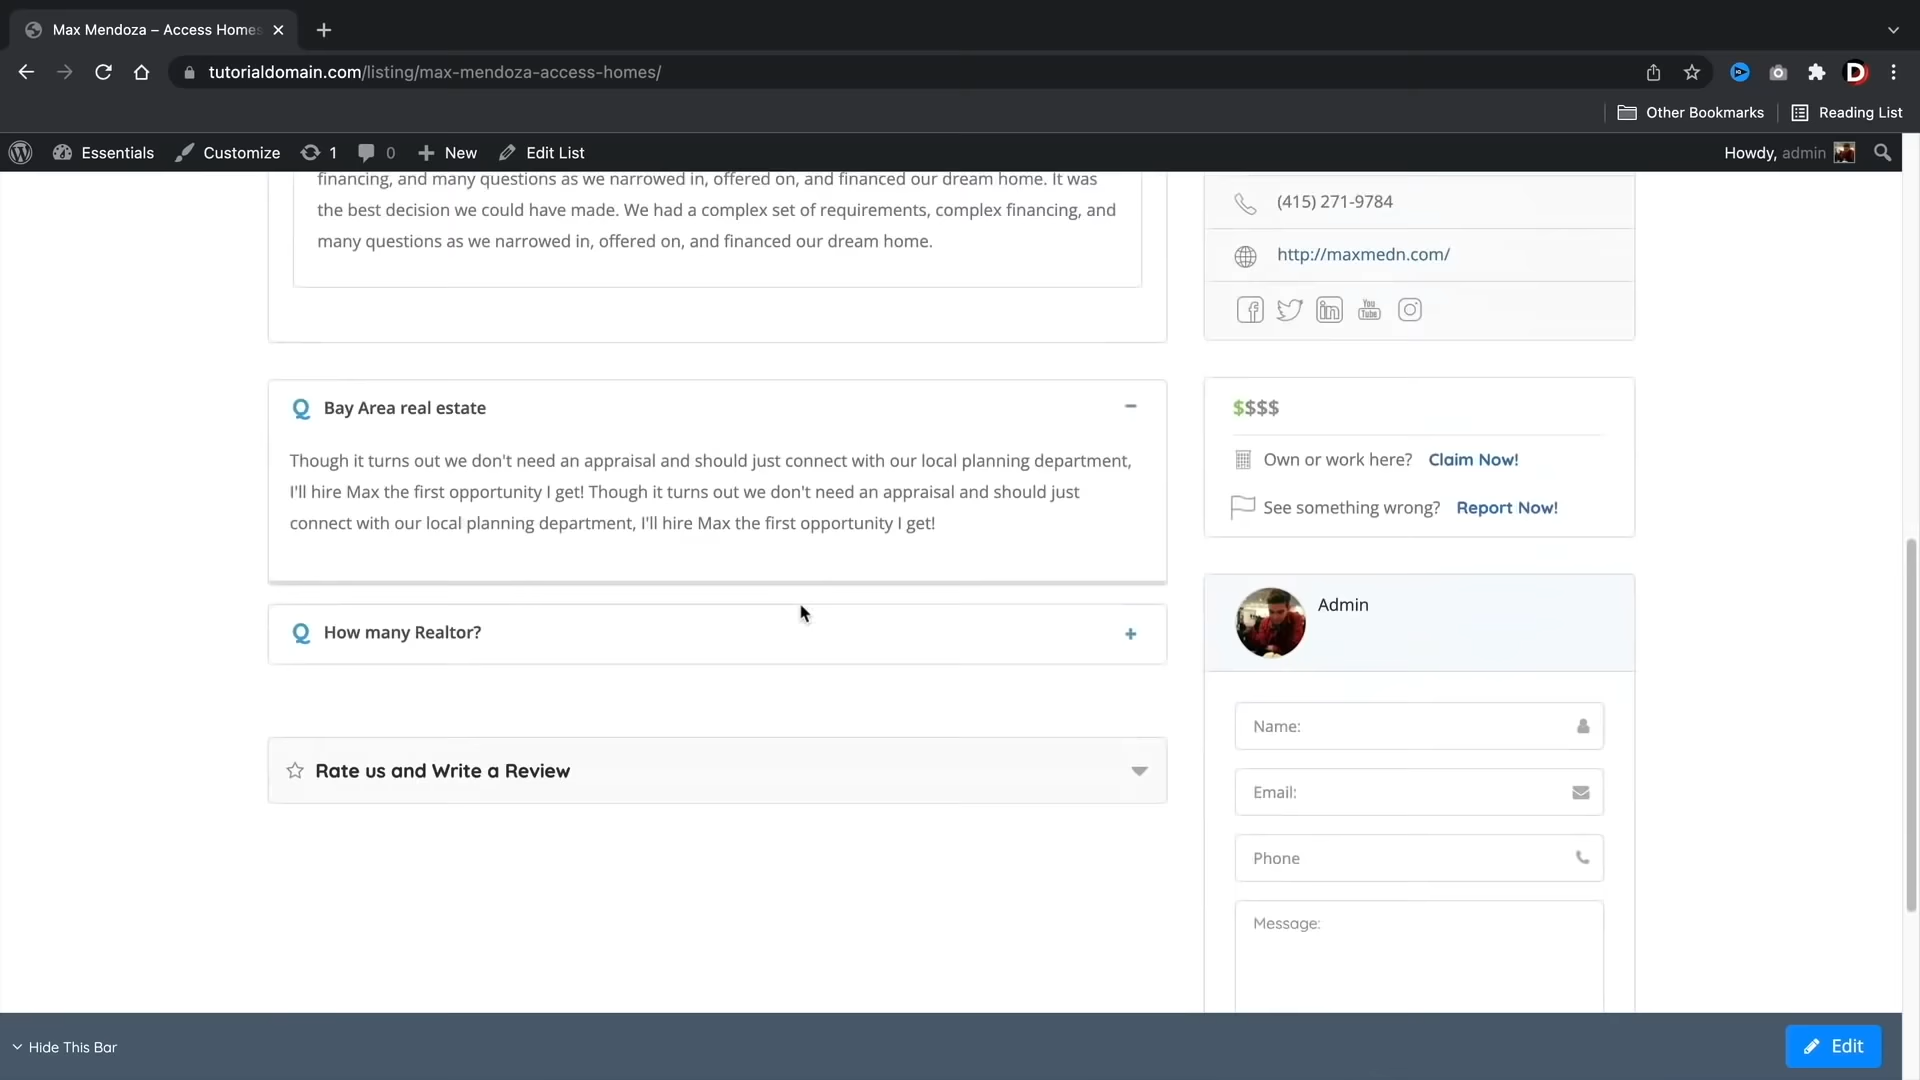 Max Mendoza – Access Homes
tutorialdomain.com/listing/max-mendoza-access-homes/
Other Bookmarks
Reading List
Essentials
Customize
1
0
New
Edit List
Howdy, admin
financing, and many questions as we narrowed in, offered on, and financed our dream home. It was
the best decision we could have made. We had a complex set of requirements, complex financing, and
many questions as we narrowed in, offered on, and financed our dream home.
Q Bay Area real estate
Though it turns out we don't need an appraisal and should just connect with our local planning department,
I'll hire Max the first opportunity I get! Though it turns out we don't need an appraisal and should just
connect with our local planning department, I'll hire Max the first opportunity I get!
Q How many Realtor?
Rate us and Write a Review
(415) 271-9784
http://maxmedn.com/
You Tube
$$$$
Own or work here? Claim Now!
See something wrong? Report Now!
Admin
Name:
Email:
Phone
Message:
Hide This Bar
Edit